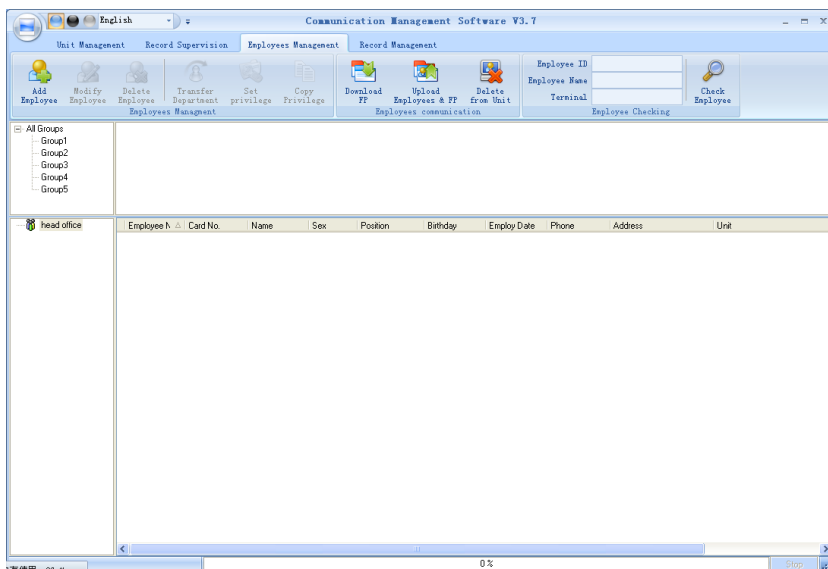 English
Communication Management Software V3.7
Unit Management Record Supervision Employees Management Record Management
Add Employee
Modify Employee
Delete Employee
Transfer Department
Set privilege
Copy Privilege
Employees Managment
Download FP
Upload Employees & FP
Delete from Unit
Employees communication
Employee ID
Employee Name
Terminal
Check Employee
Employee Checking
All Groups
Group1
Group2
Group3
Group4
Group5
head office
Employee N Card No. Name Sex Position Birthday Employ Date Phone Address Unit
0%
Stop